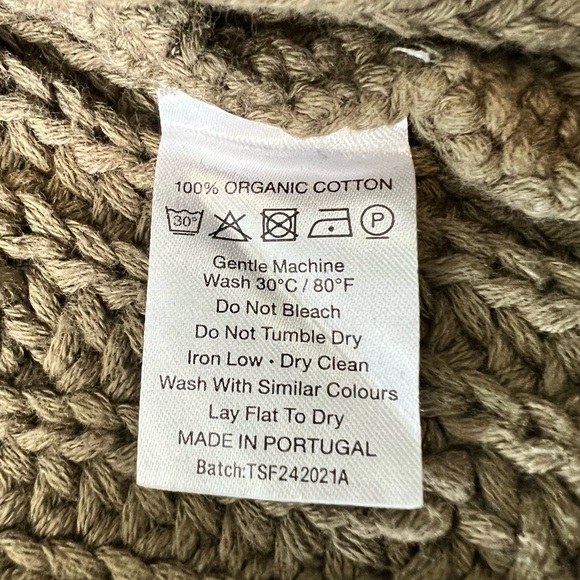 100% ORGANIC COTTON
30° P
Gentle Machine
Wash 30°C / 80°F
Do Not Bleach
Do Not Tumble Dry
Iron Low • Dry Clean
Wash With Similar Colours
Lay Flat To Dry
MADE IN PORTUGAL
Batch:TSF242021A